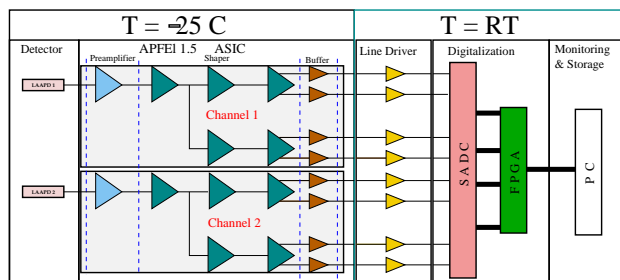 T = -25 C
T = RT
Detector
APFEl 1.5 ASIC
Line Driver
Digitalization
Monitoring
& Storage
Preamplifier
Shaper
Buffer
LAAPD 1
Channel 1
LAAPD 2
Channel 2
SADC
FPGA
PC